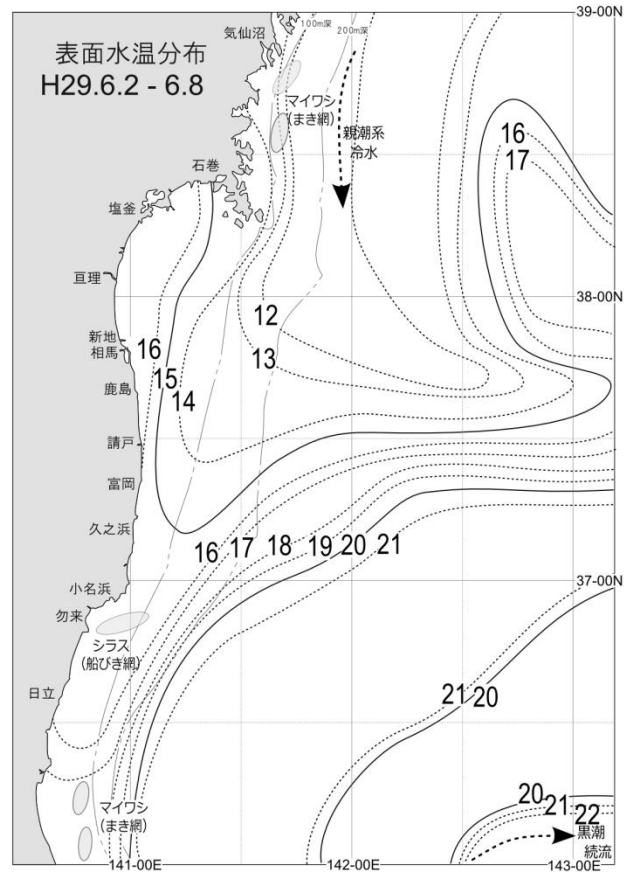 39-00N
100m深
200m深
気仙沼
表面水温分布
H29.6.2 - 6.8
マイワシ
(まき網)
親潮系
冷水
16
17
石巻
塩釜
亘理
38-00N
12
新地
相馬
16
13
15
鹿島
14
請戸
富岡
久之浜
16 17 18 19 20 21
37-00N
小名浜
勿来
シラス
(船びき網)
日立
21 20
マイワシ
(まき網)
20
21
22
黒潮
続流
141-00E
142-00E
143-00E